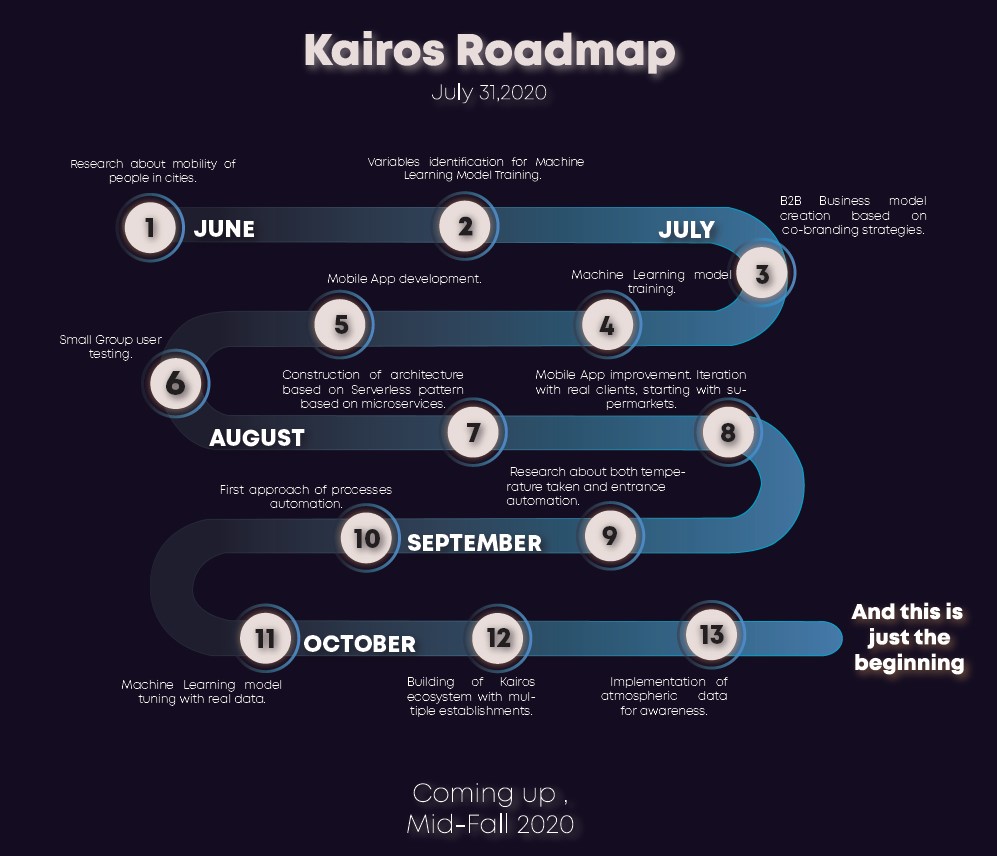 Kairos Roadmap
July 31,2020
Research about mobility of
people in cities.
Variables identification for Machine
Learning Model Training.
B2B Business model
creation based on
co-branding strategies.
1
JUNE
2
JULY
3
Mobile App development.
Machine Learning model
training.
5
4
Small Group user
testing.
6
Construction of architecture
based on Serverless pattern
based on microservices.
Mobile App improvement. Iteration
with real clients, starting with su-
permarkets.
AUGUST
7
8
First approach of processes
automation.
Research about both tempe-
rature taken and entrance
automation.
10
SEPTEMBER
9
11
OCTOBER
12
13
And this is
just the
beginning
Machine Learning model
tuning with real data.
Building of Kairos
ecosystem with mul-
tiple establishments.
Implementation of
atmospheric data
for awareness.
Coming up ,
Mid-Fall 2020